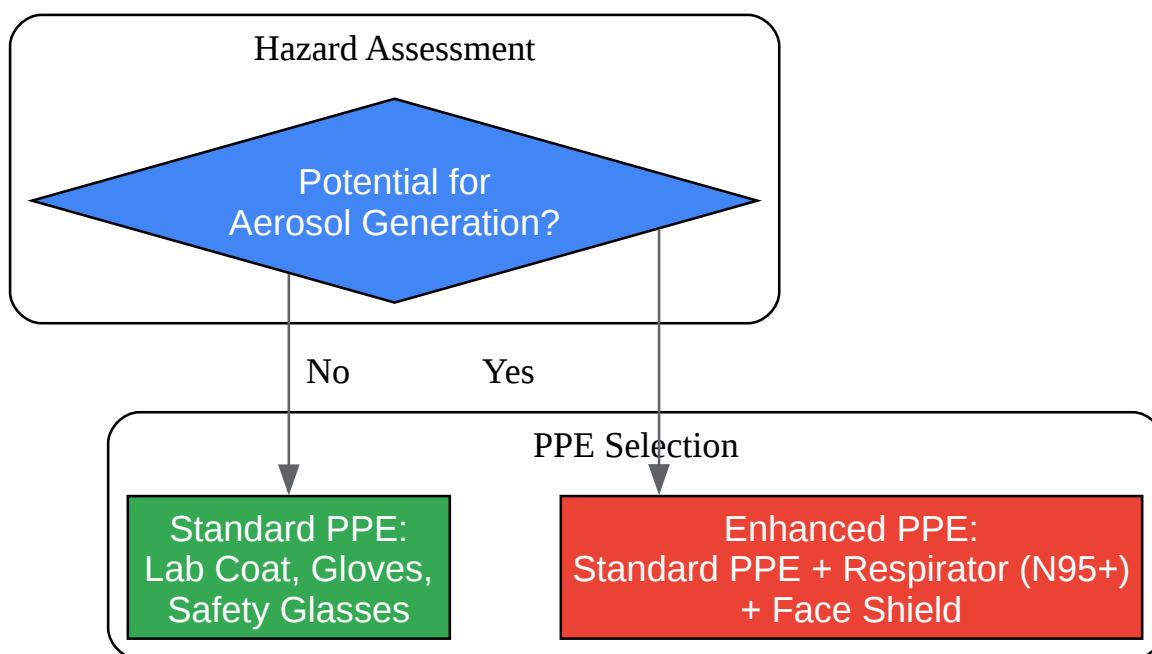 Hazard Assessment
Potential for
Aerosol Generation?
No
Yes
PPE Selection
Standard PPE:
Lab Coat, Gloves,
Safety Glasses
Enhanced PPE:
Standard PPE + Respirator (N95+)
+ Face Shield